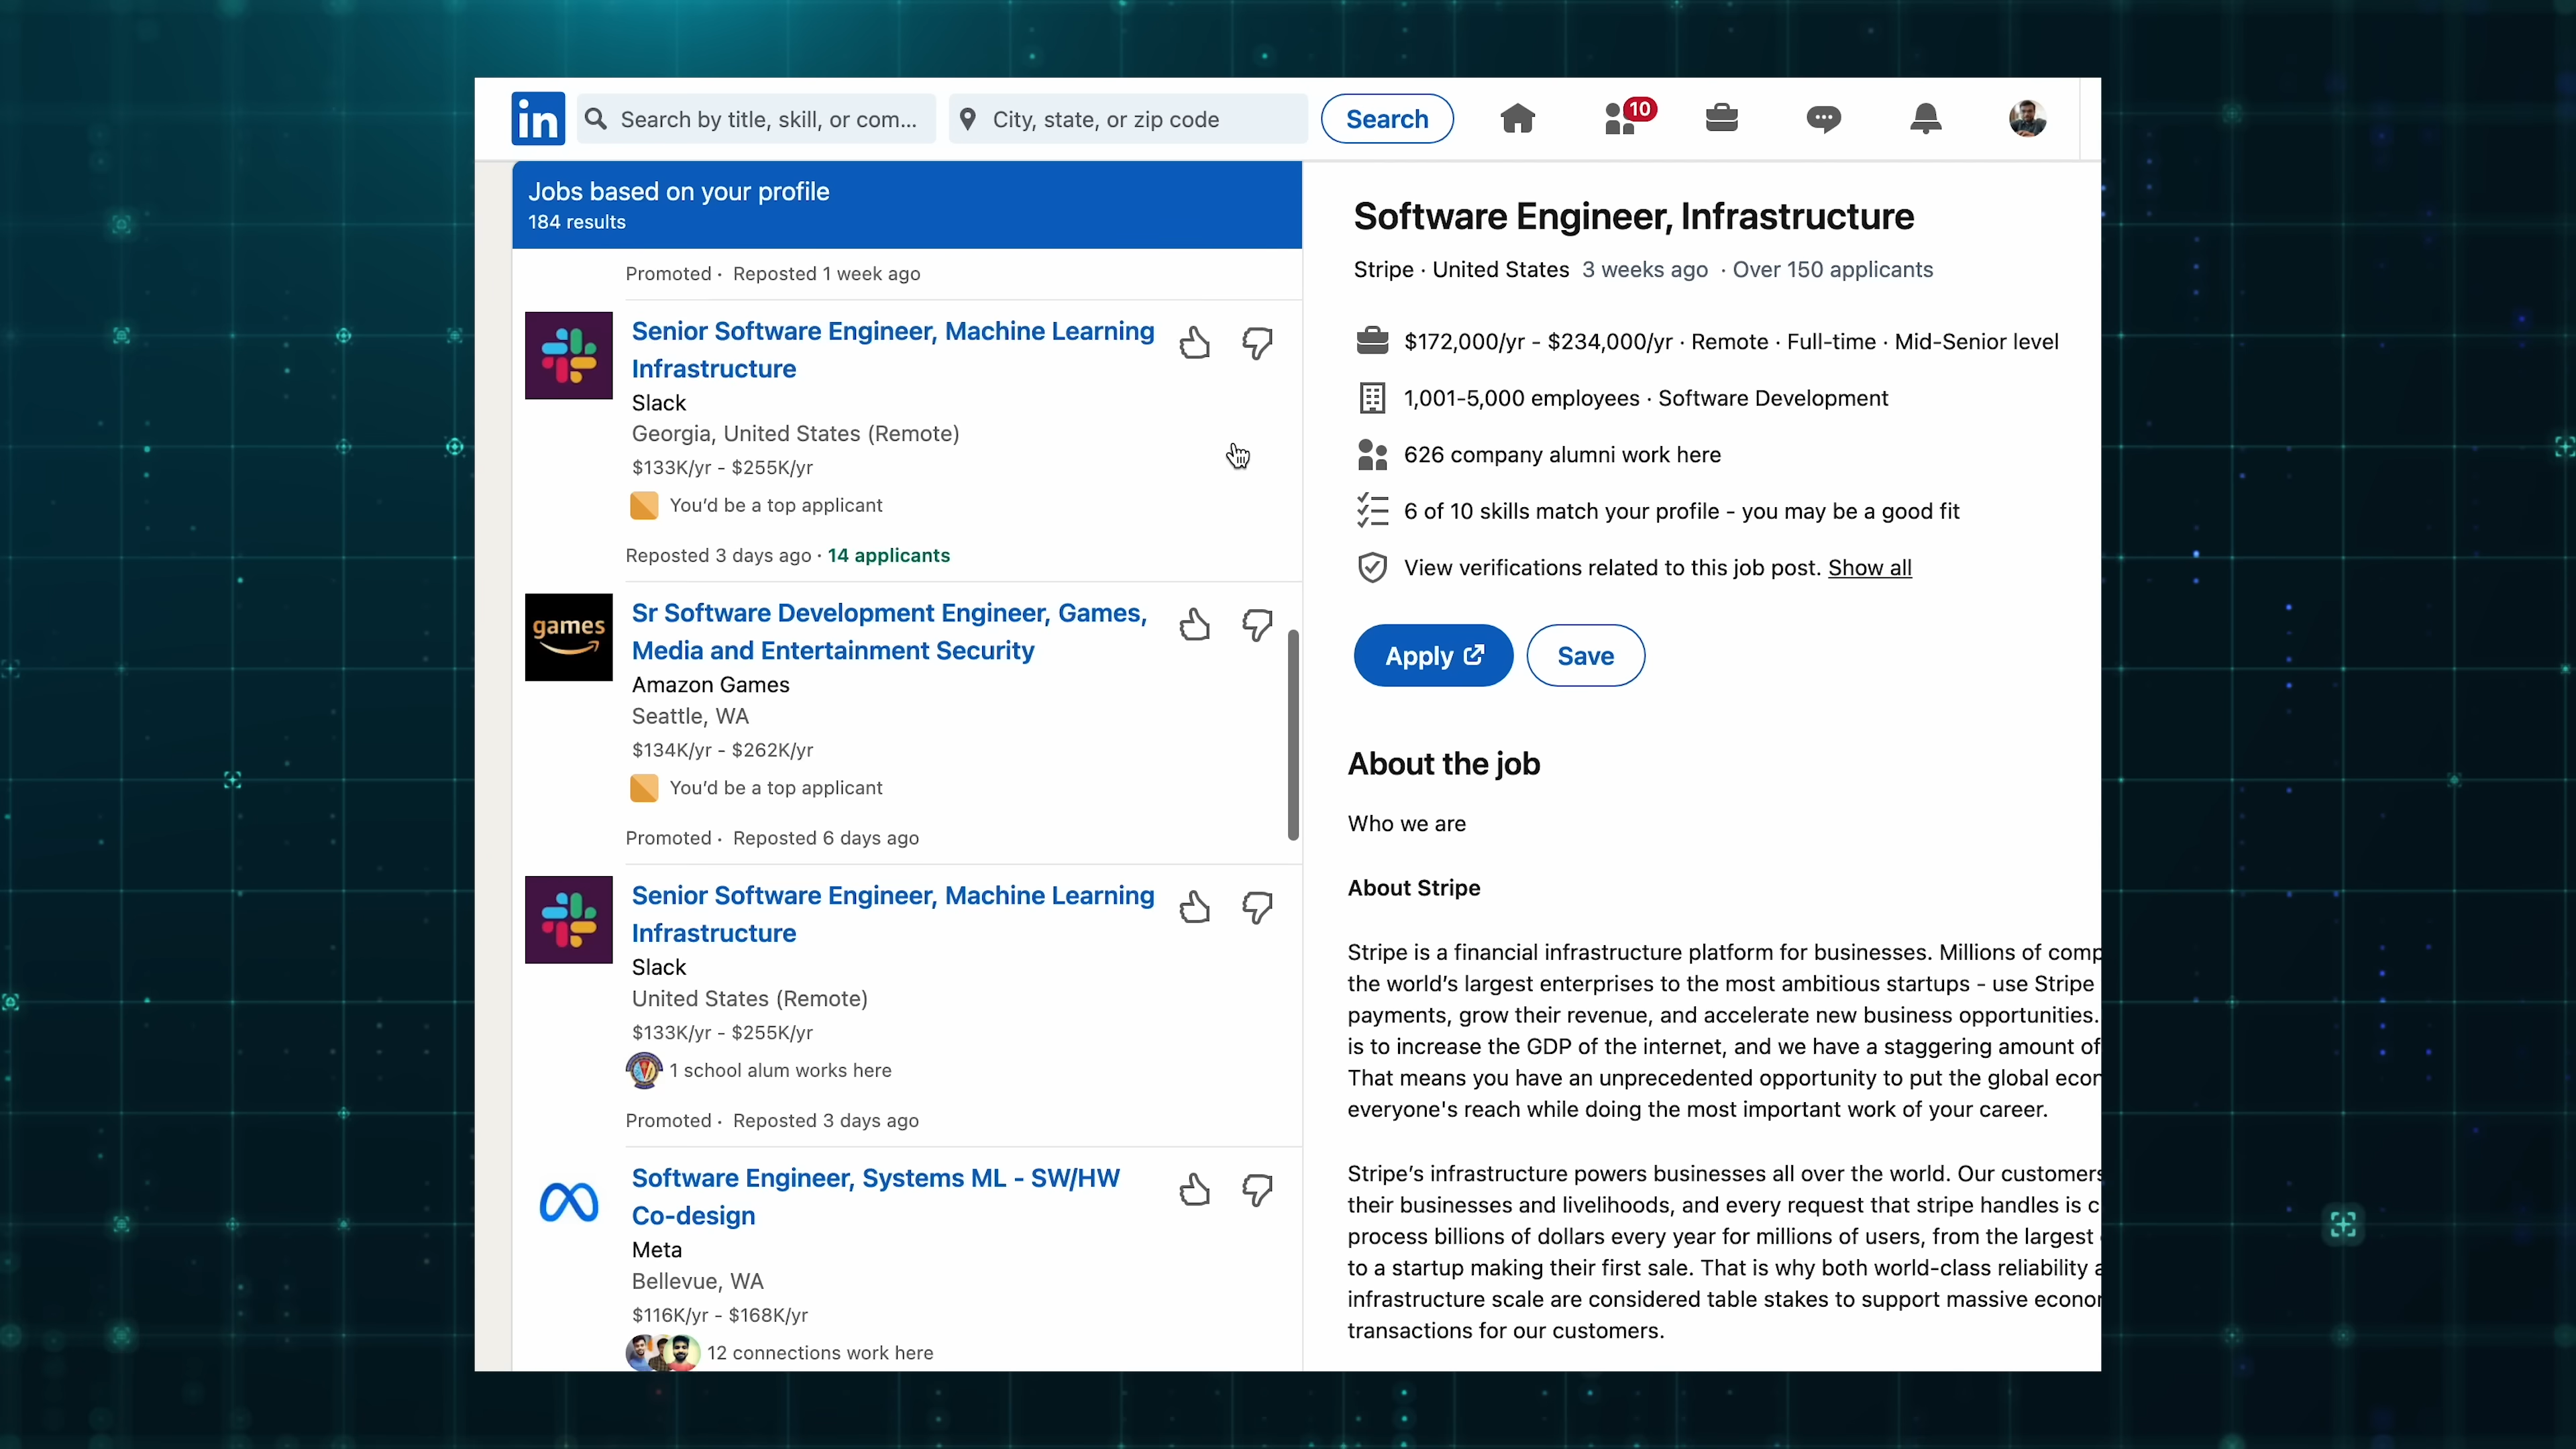 in
Search by title, skill, or com...
City, state, or zip code
Search
10
Jobs based on your profile
184 results
Promoted · Reposted 1 week ago
Senior Software Engineer, Machine Learning
Infrastructure
Slack
Georgia, United States (Remote)
$133K/yr - $255K/yr
You'd be a top applicant
Reposted 3 days ago · 14 applicants
games
Sr Software Development Engineer, Games,
Media and Entertainment Security
Amazon Games
Seattle, WA
$134K/yr - $262K/yr
You'd be a top applicant
Promoted · Reposted 6 days ago
Senior Software Engineer, Machine Learning
Infrastructure
Slack
United States (Remote)
$133K/yr - $255K/yr
1 school alum works here
Promoted · Reposted 3 days ago
Software Engineer, Systems ML - SW/HW
Co-design
Meta
Bellevue, WA
$116K/yr - $168K/yr
12 connections work here
Software Engineer, Infrastructure
Stripe · United States 3 weeks ago · Over 150 applicants
$172,000/yr - $234,000/yr · Remote · Full-time · Mid-Senior level
1,001-5,000 employees · Software Development
626 company alumni work here
6 of 10 skills match your profile - you may be a good fit
View verifications related to this job post. Show all
Apply
Save
About the job
Who we are
About Stripe
Stripe is a financial infrastructure platform for businesses. Millions of comp
the world's largest enterprises to the most ambitious startups - use Stripe
payments, grow their revenue, and accelerate new business opportunities.
is to increase the GDP of the internet, and we have a staggering amount of
That means you have an unprecedented opportunity to put the global econ
everyone's reach while doing the most important work of your career.
Stripe's infrastructure powers businesses all over the world. Our customers
their businesses and livelihoods, and every request that stripe handles is c
process billions of dollars every year for millions of users, from the largest
to a startup making their first sale. That is why both world-class reliability a
infrastructure scale are considered table stakes to support massive econor
transactions for our customers.